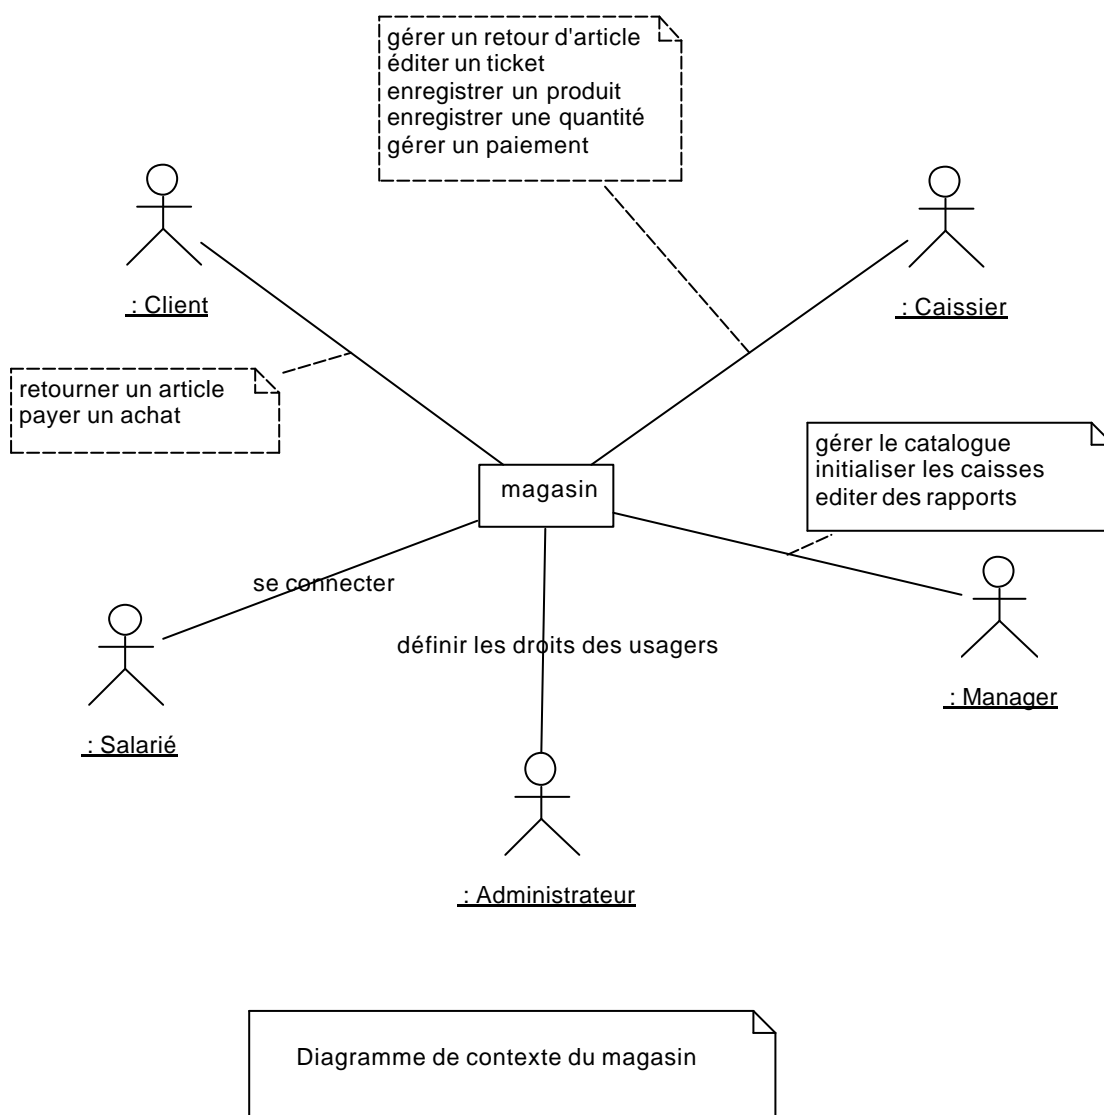 gérer un retour d'article
éditer un ticket
enregistrer un produit
enregistrer une quantité
gérer un paiement
: Client
: Caissier
retourner un article
payer un achat
gérer le catalogue
initialiser les caisses
editer des rapports
magasin
se connecter
définir les droits des usagers
: Manager
: Salarié
: Administrateur
Diagramme de contexte du magasin